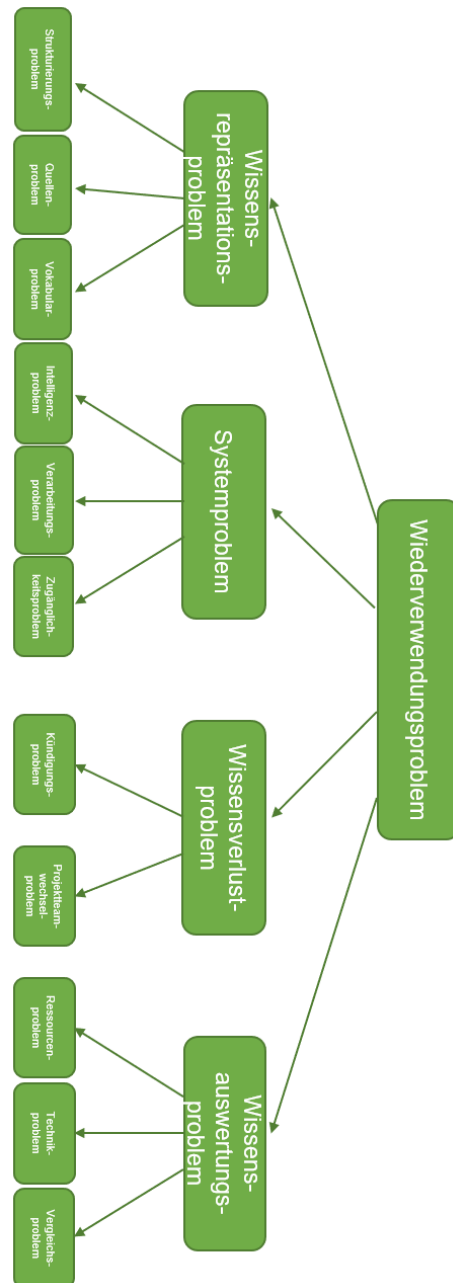 Wiederverwendungsproblem
Wissens-
repräsentations-
problem
Systemproblem
Wissensverlust-
problem
Wissens-
auswertungs-
problem
Strukturierungs-
problem
Quellen-
problem
Vokabular-
problem
Intelligenz-
problem
Verarbeitungs-
problem
Zugänglich-
keitsproblem
Kündigungs-
problem
Projektteam-
wechsel-
problem
Ressourcen-
problem
Technik-
problem
Vergleichs-
problem